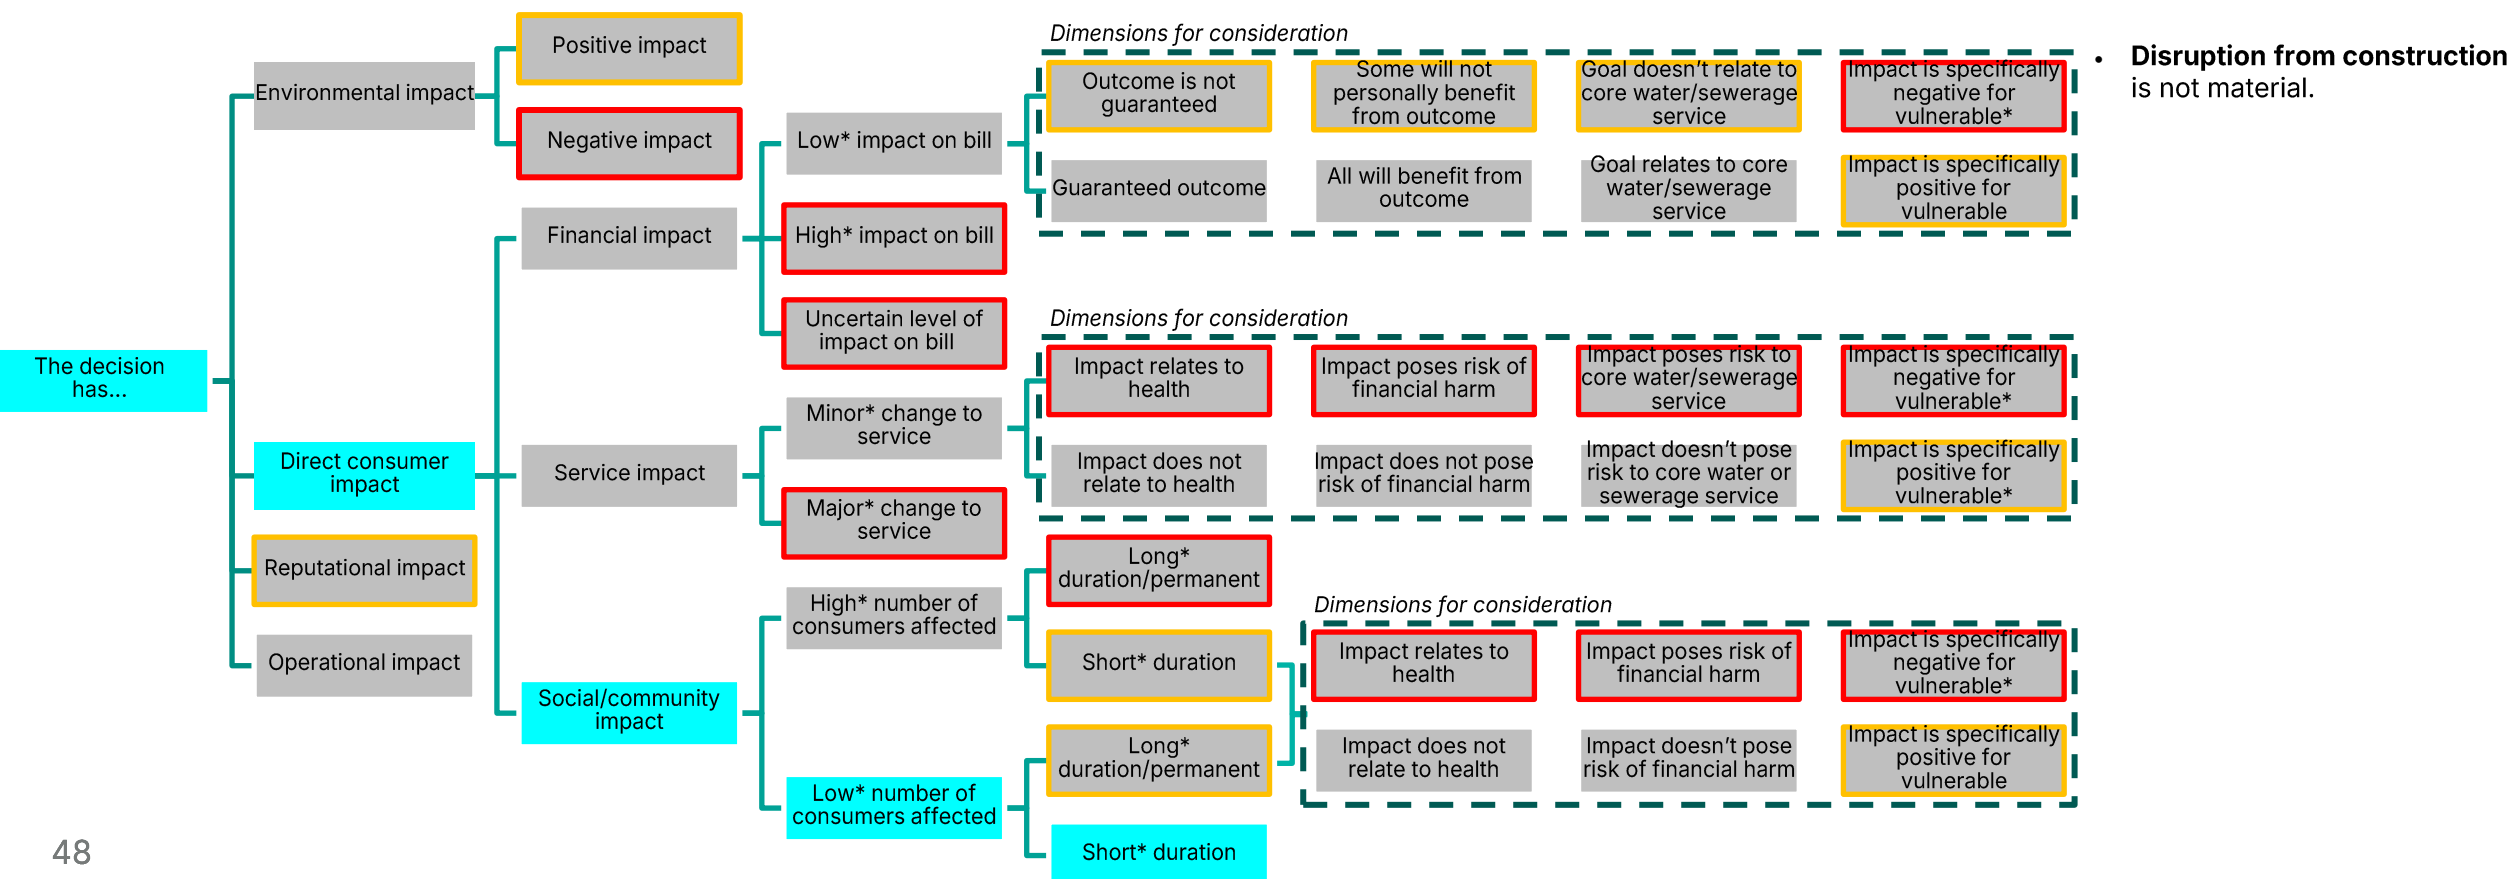 The decision
has...
Environmental impact
Direct consumer
impact
Reputational impact
Operational impact
Positive impact
Negative impact
Financial impact
Service impact
Social/community
impact
Low* impact on bill
High* impact on bill
Uncertain level of
impact on bill
Minor* change to
service
Major* change to
service
High* number of
consumers affected
Low* number of
consumers affected
Dimensions for consideration
Outcome is not
guaranteed
Some will not
personally benefit
from outcome
Goal doesn’t relate to
core water/sewerage
service
Impact is specifically
negative for
vulnerable*
Guaranteed outcome
All will benefit from
outcome
Goal relates to core
water/sewerage
service
Impact is specifically
positive for
vulnerable
Dimensions for consideration
Impact relates to
health
Impact poses risk of
financial harm
Impact poses risk to
core water/sewerage
service
Impact is specifically
negative for
vulnerable*
Impact does not
relate to health
Impact does not pose
risk of financial harm
Impact doesn’t pose
risk to core water or
sewerage service
Impact is specifically
positive for
vulnerable*
Long*
duration/permanent
Short* duration
Long*
duration/permanent
Short* duration
Dimensions for consideration
Impact relates to
health
Impact poses risk of
financial harm
Impact is specifically
negative for
vulnerable*
Impact does not
relate to health
Impact doesn’t pose
risk of financial harm
Impact is specifically
positive for
vulnerable
• Disruption from construction
is not material.
48